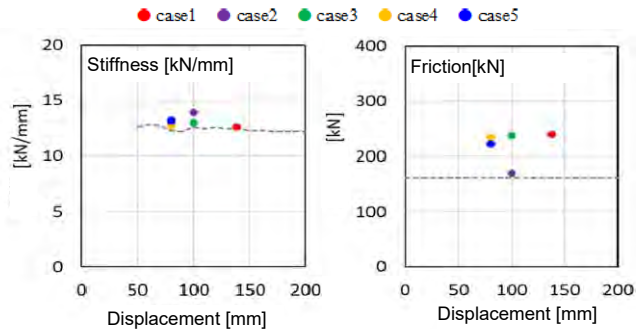 case1 case2 case3 case4 case5
Stiffness [kN/mm]
[kN/mm]
20
15
10
5
0
0 50 100 150 200
Displacement [mm]
Friction[kN]
[kN]
400
300
200
100
0
0 50 100 150 200
Displacement [mm]